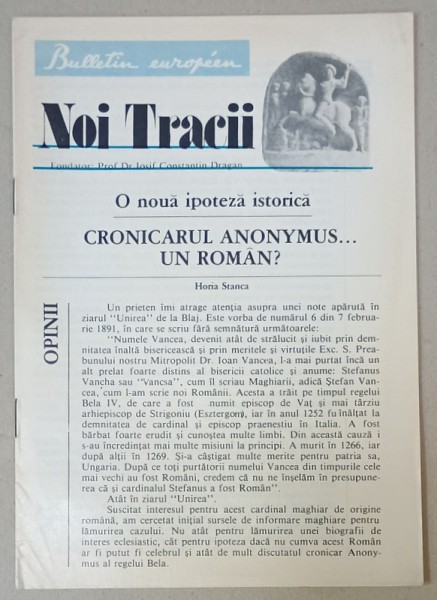 Bulletin européen
Noi Tracii
Fondator: Prof Dr Iosif Constantin Dragan
O nouă ipoteză istorică
CRONICARUL ANONYMUS...
UN ROMÂN?
Horia Stanca
OPINII
Un prieten îmi atrage atenția asupra unei note apărută în
ziarul "Unirea" de la Blaj. Este vorba de numărul 6 din 7 februa-
rie 1891, în care se scriu fără semnătură următoarele:
"Numele Vancea, devenit atât de strălucit și iubit prin dem-
nitatea înaltă bisericească și prin meritele și virtuțile Exc. S. Prea-
bunului nostru Mitropolit Dr. Ioan Vancea, l-a mai purtat încă un
alt prelat foarte distins al bisericii catolice și anume: Stefanus
Vancha sau "Vancsa", cum îl scriau Maghiarii, adică Ștefan Van-
cea, cum l-am scrie noi Românii. Acesta a trăit pe timpul regelui
Bela IV, de care a fost numit episcop de Vaț și mai târziu
arhiepiscop de Strigoniu (Esztergom), iar în anul 1252 fu înălțat la
demnitatea de cardinal și episcop praenestiu în Italia. A fost
bărbat foarte erudit și cunoștea multe limbi. Din această cauză i
s-au încredințat mai multe misiuni la principi. A murit în 1266, iar
după alții în 1269. Și-a câștigat multe merite pentru patria sa,
Ungaria. După ce toți purtătorii numelui Vancea din timpurile cele
mai vechi au fost Români, credem că nu ne înșelăm în presupune-
rea că și cardinalul Stefanus a fost Român".
Atât în ziarul "Unirea".
Suscitat interesul pentru acest cardinal maghiar de origine
română, am cercetat inițial sursele de informare maghiare pentru
lămurirea cazului. Nu atât pentru lămurirea unei biografii de
interes eclesiastic, cât pentru ipoteza dacă nu cumva acest Român
ar fi putut fi celebrul și atât de mult discutatul cronicar Anony-
mus al regelui Bela.